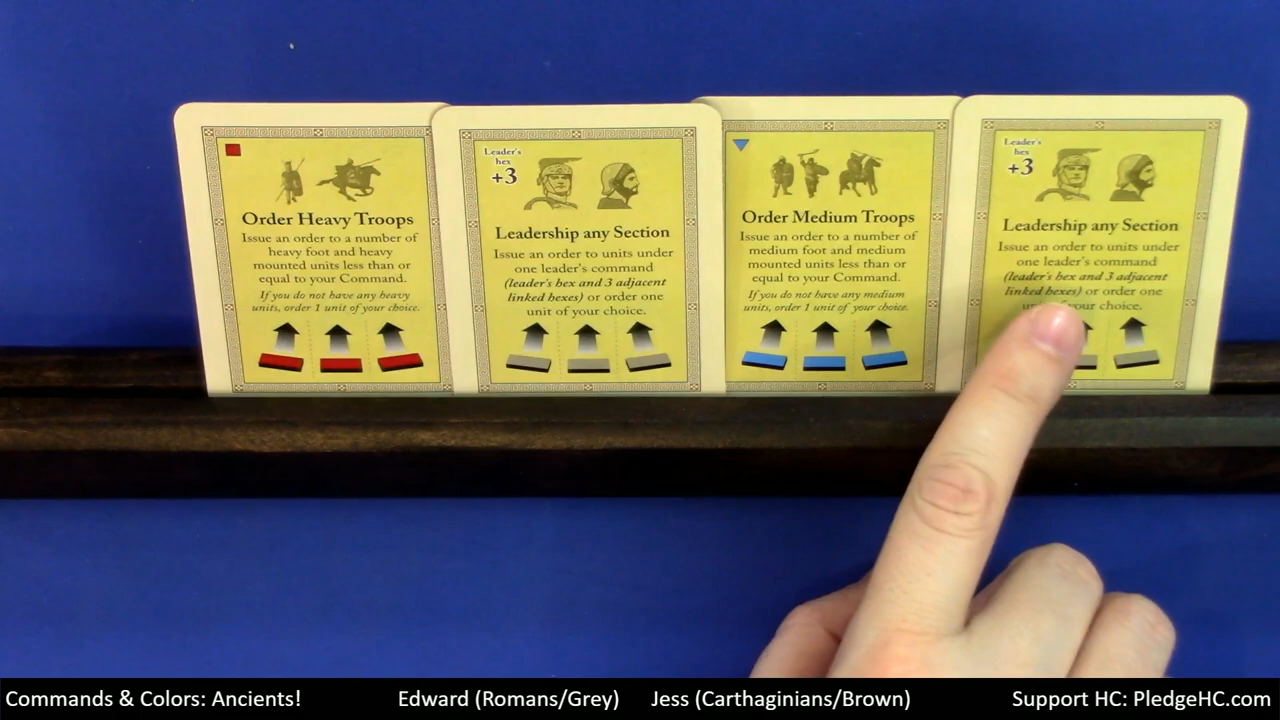 Order Heavy Troops
Issue an order to a number of
heavy foot and heavy
mounted units less than or
equal to your Command.
If you do not have any heavy
units, order 1 unit of your choice.
Leader's
hex
+3
Leadership any Section
Issue an order to units under
one leader's command
(leader's hex and 3 adjacent
linked hexes) or order one
unit of your choice.
Order Medium Troops
Issue an order to a number of
medium foot and medium
mounted units less than or
equal to your Command.
If you do not have any medium
units, order 1 unit of your choice.
Leader's
hex
+3
Leadership any Section
Issue an order to units under
one leader's command
(leader's hex and 3 adjacent
linked hexes) or order one
your choice.
Commands & Colors: Ancients! Edward (Romans/Grey) Jess (Carthaginians/Brown) Support HC: PledgeHC.com